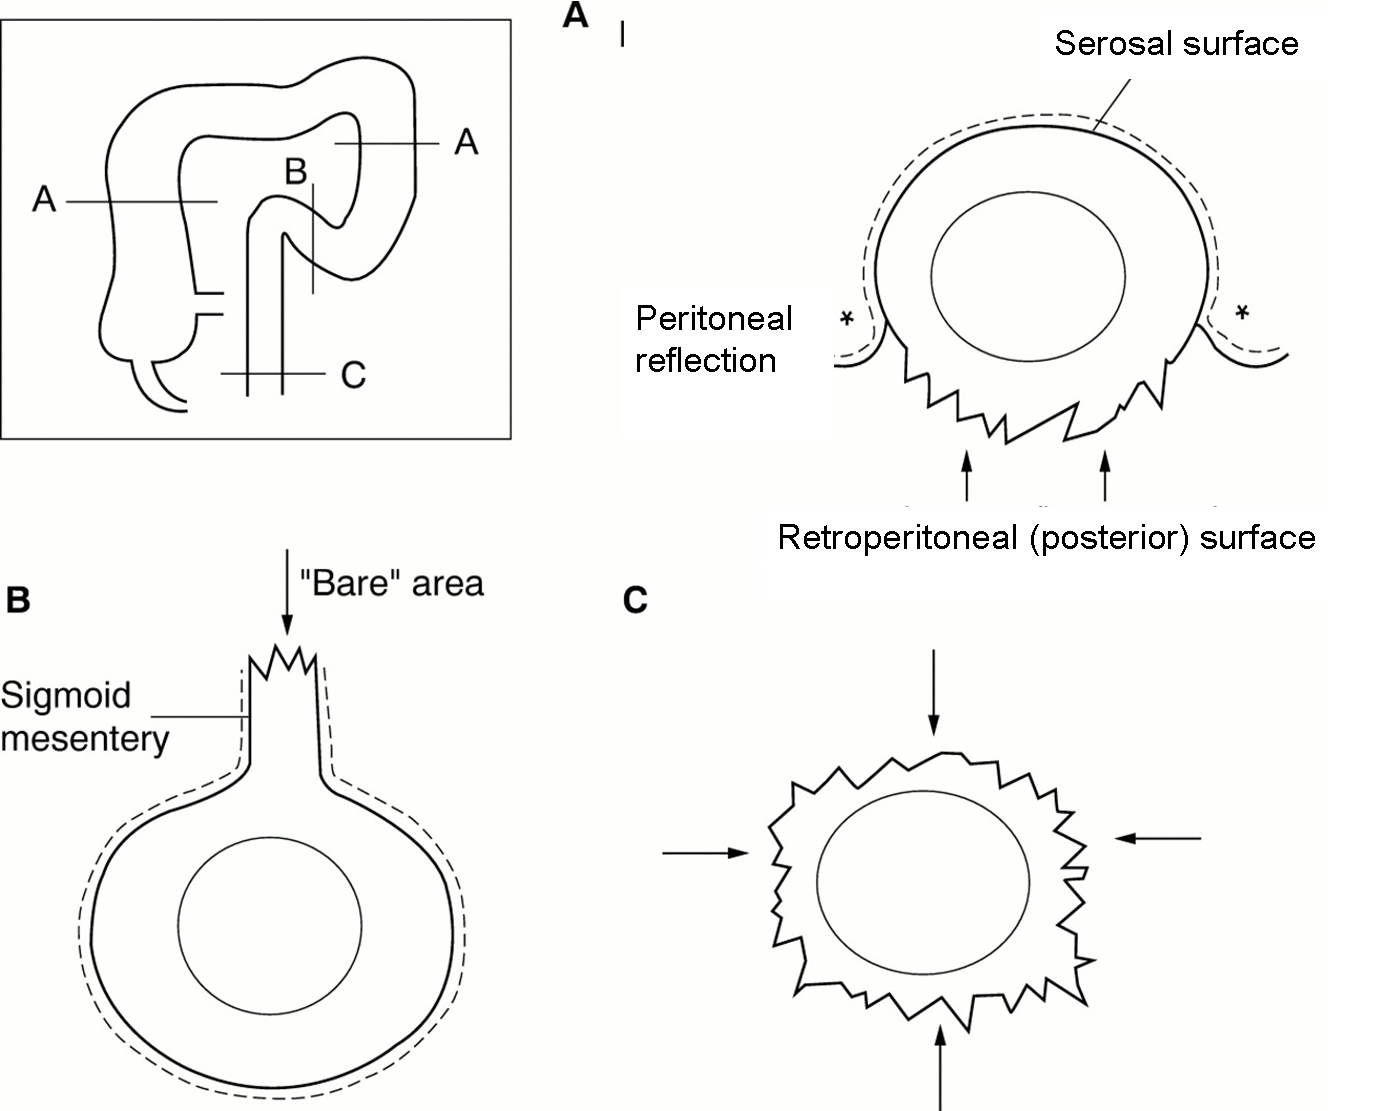 A
A
B
C
A
Serosal surface
Peritoneal
reflection
*
*
Retroperitoneal (posterior) surface
B
"Bare" area
Sigmoid
mesentery
C